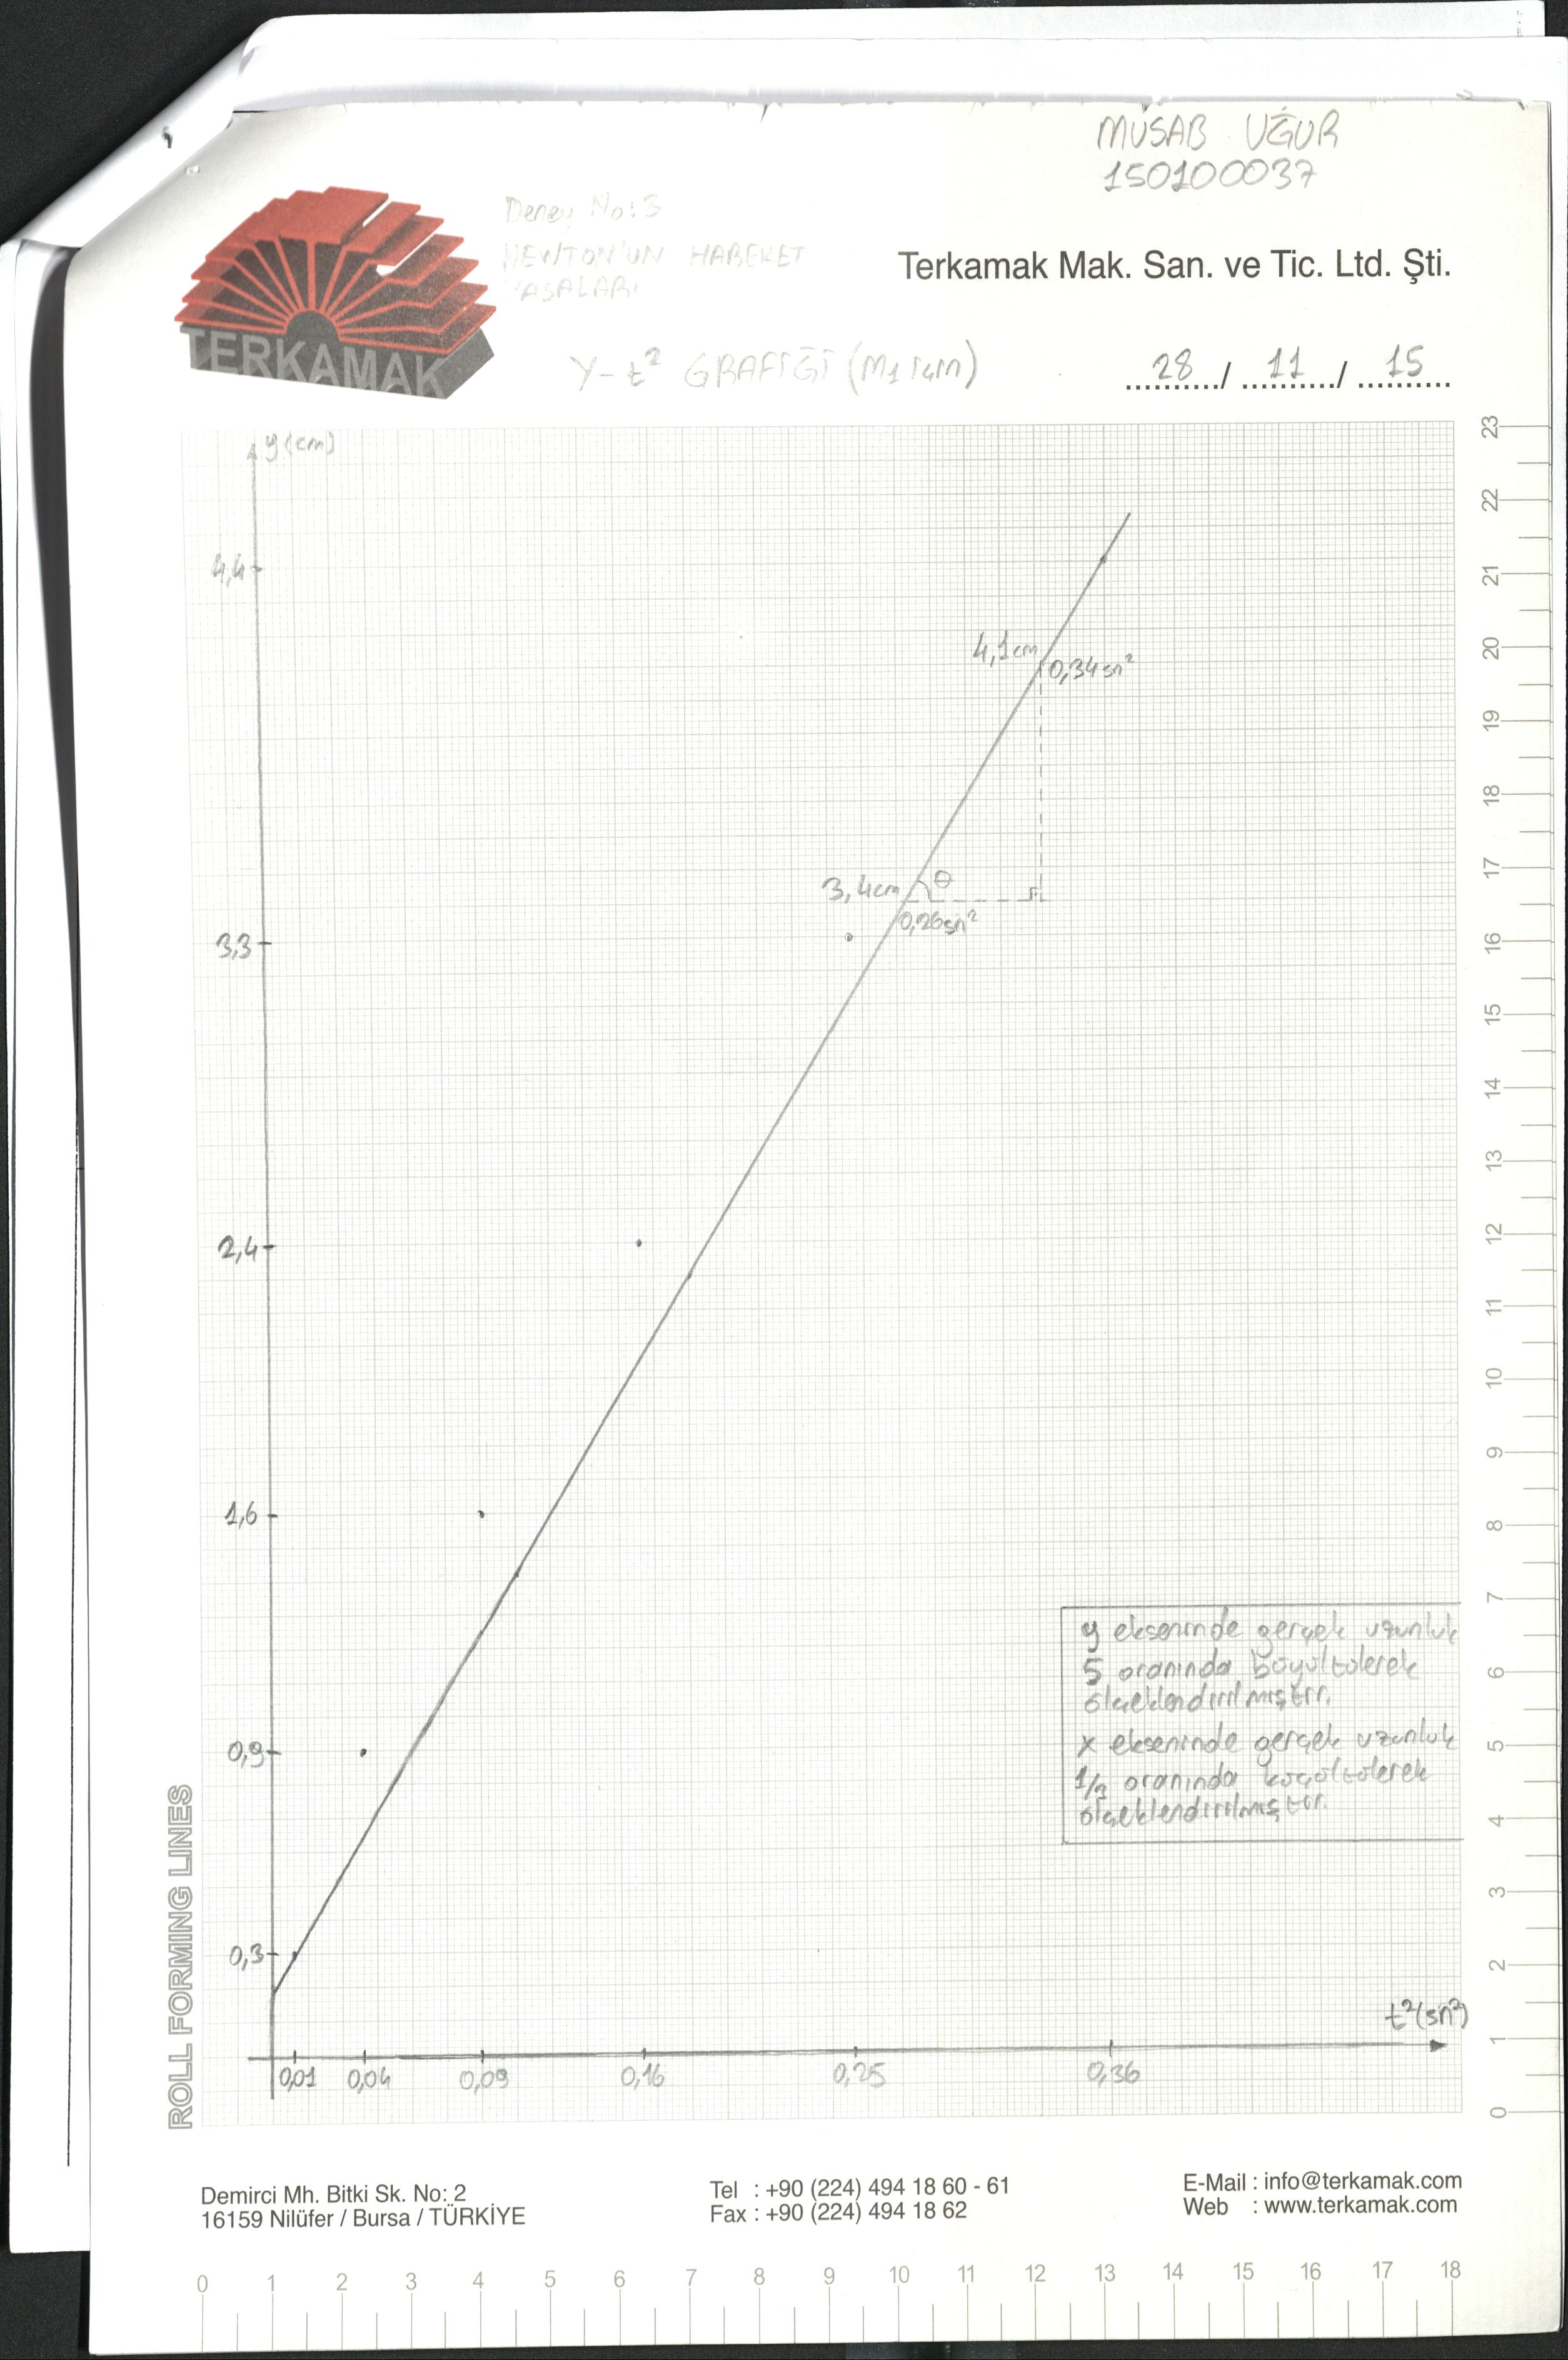 MUSAB UĞUR
150100037
TERKAMAK
Deney No:3
NEWTON'UN HAREKET
YASALARI
Terkamak Mak. San. ve Tic. Ltd. Şti.
Y-t² GRAFİĞİ (M1 için)
28 / 11 / 15
y(cm)
4,4
4,1cm
0,34sn²
3,4cm
θ
0,26sn²
3,3
2,4
1,6
0,9
0,3
y ekseninde gerçek uzunluk
5 oranında büyültülerek
ölçeklendirilmiştir.
x ekseninde gerçek uzunluk
oranında küçültülerek
ölçeklendirilmiştir.
t²(sn²)
0,01 0,04 0,09 0,16 0,25 0,36
ROLL FORMING LINES
23
22
21
20
19
18
17
16
15
14
13
12
11
10
9
8
7
6
5
4
3
2
1
0
Demirci Mh. Bitki Sk. No: 2
16159 Nilüfer / Bursa / TÜRKİYE
Tel : +90 (224) 494 18 60 - 61
Fax : +90 (224) 494 18 62
E-Mail : info@terkamak.com
Web : www.terkamak.com
0 1 2 3 4 5 6 7 8 9 10 11 12 13 14 15 16 17 18